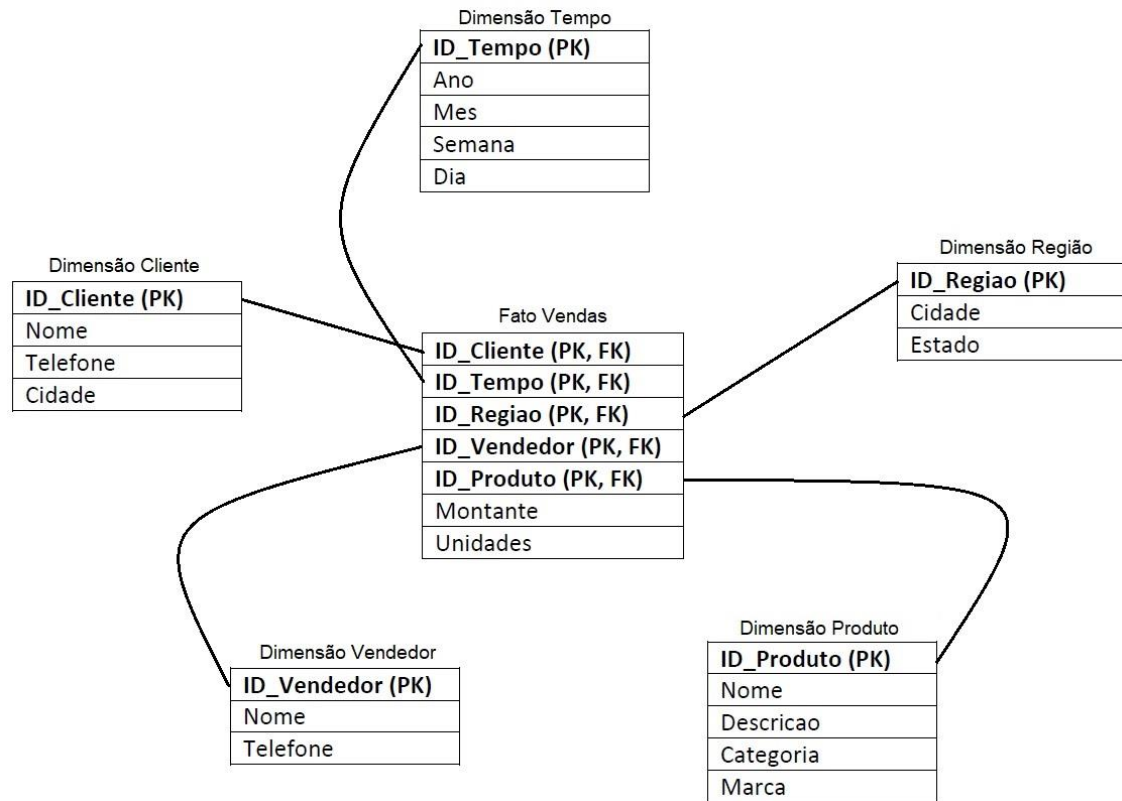 Dimensão Tempo
ID_Tempo (PK)
Ano
Mes
Semana
Dia
Dimensão Cliente
ID_Cliente (PK)
Nome
Telefone
Cidade
Fato Vendas
ID_Cliente (PK, FK)
ID_Tempo (PK, FK)
ID_Regiao (PK, FK)
ID_Vendedor (PK, FK)
ID_Produto (PK, FK)
Montante
Unidades
Dimensão Região
ID_Regiao (PK)
Cidade
Estado
Dimensão Vendedor
ID_Vendedor (PK)
Nome
Telefone
Dimensão Produto
ID_Produto (PK)
Nome
Descricao
Categoria
Marca